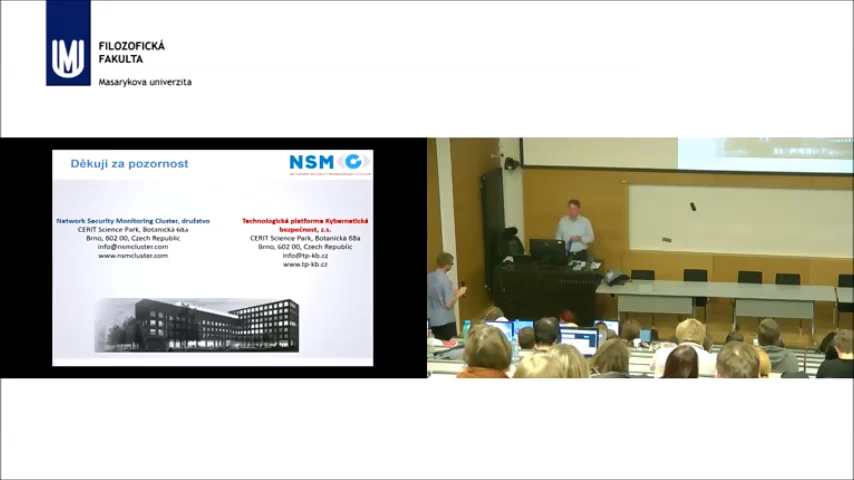 FILOZOFICKÁ
FAKULTA
Masarykova univerzita
Děkuji za pozornost
NSM
Network Security Monitoring Cluster, družstvo
CERIT Science Park, Botanická 68a
Brno, 602 00, Czech Republic
info@nsmcluster.com
www.nsmcluster.com
Technologická platforma Kybernetická
bezpečnost, z.s.
CERIT Science Park, Botanická 68a
Brno, 602 00, Czech Republic
info@tp-kb.cz
www.tp-kb.cz